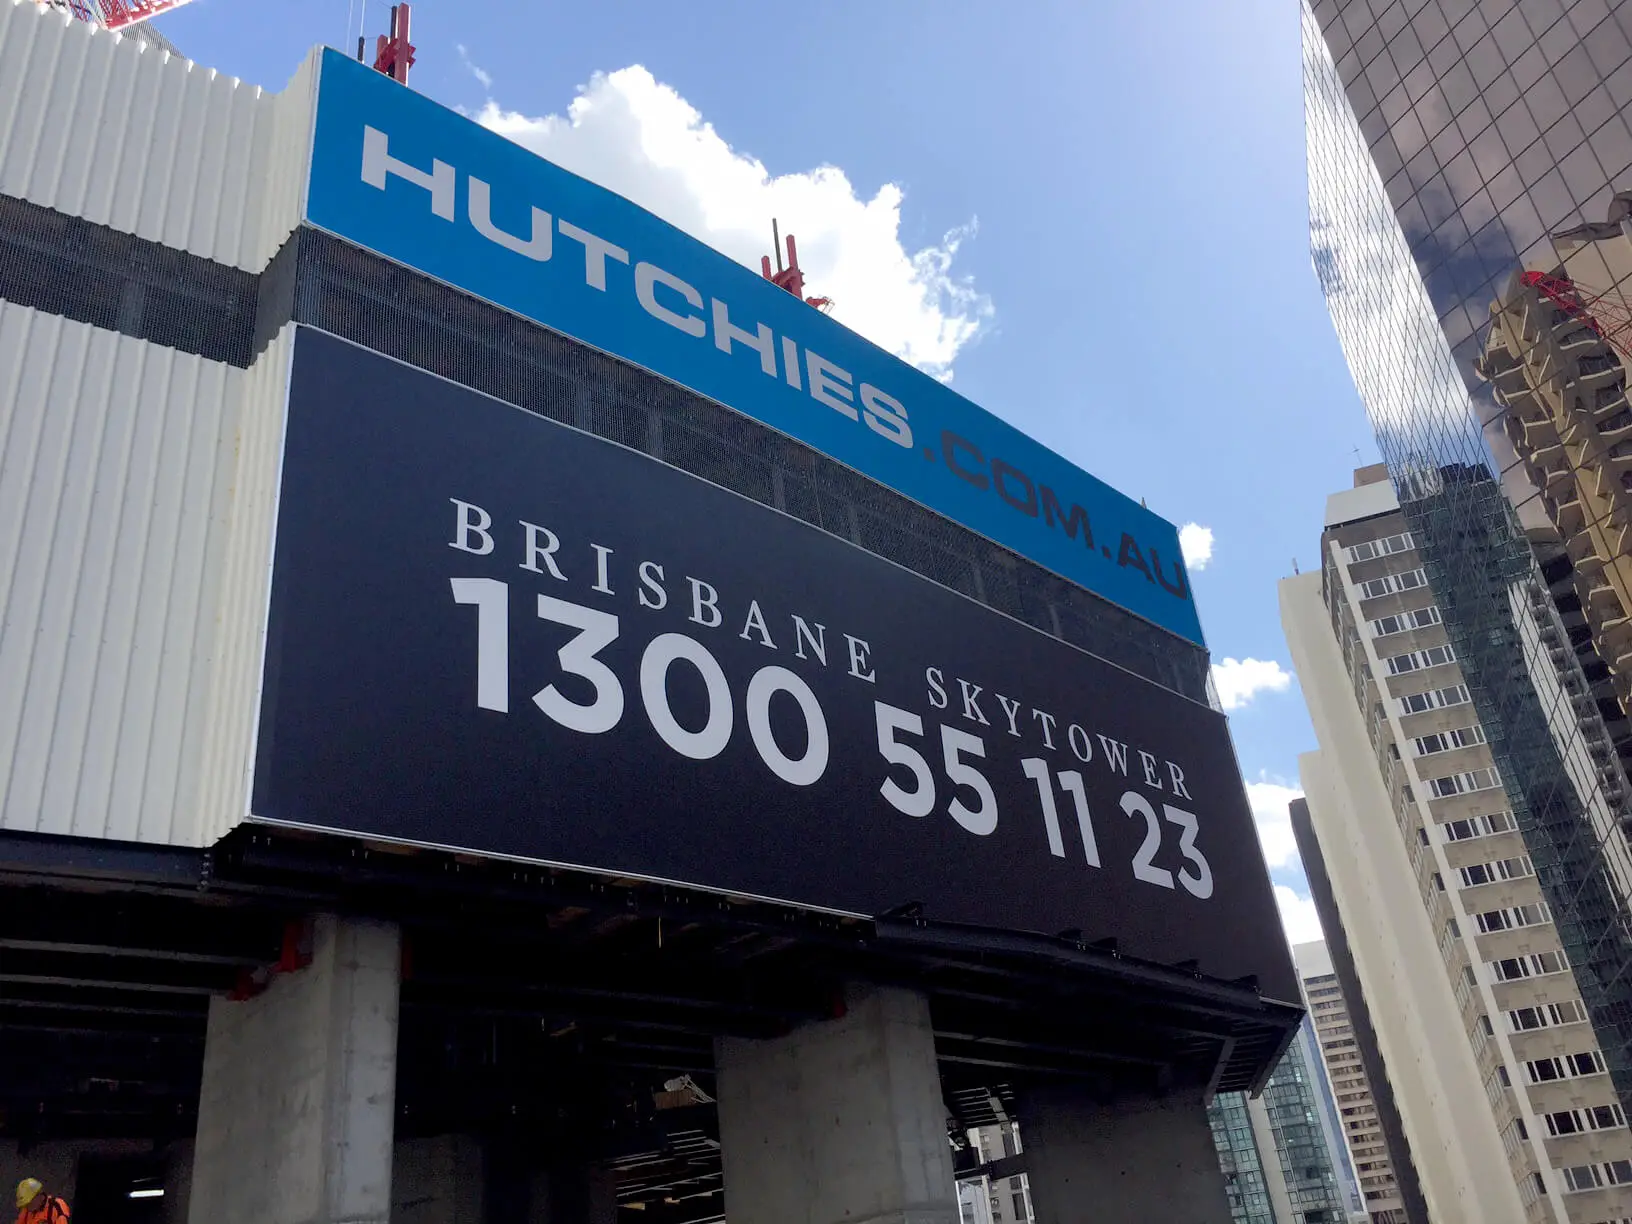 HUTCHIES.COM.AU
BRISBANE SKYTOWER
1300 55 11 23